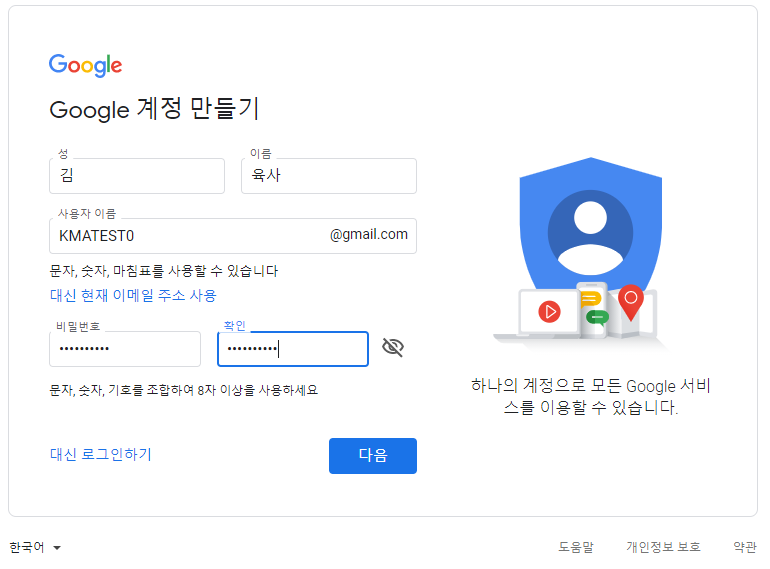 Google
Google 계정 만들기
성
이름
김
육사
사용자 이름
KMATEST0
@gmail.com
문자, 숫자, 마침표를 사용할 수 있습니다
대신 현재 이메일 주소 사용
비밀번호
확인
••••••••••
••••••••••
문자, 숫자, 기호를 조합하여 8자 이상을 사용하세요
대신 로그인하기
다음
하나의 계정으로 모든 Google 서비
스를 이용할 수 있습니다.
한국어
도움말
개인정보 보호
약관